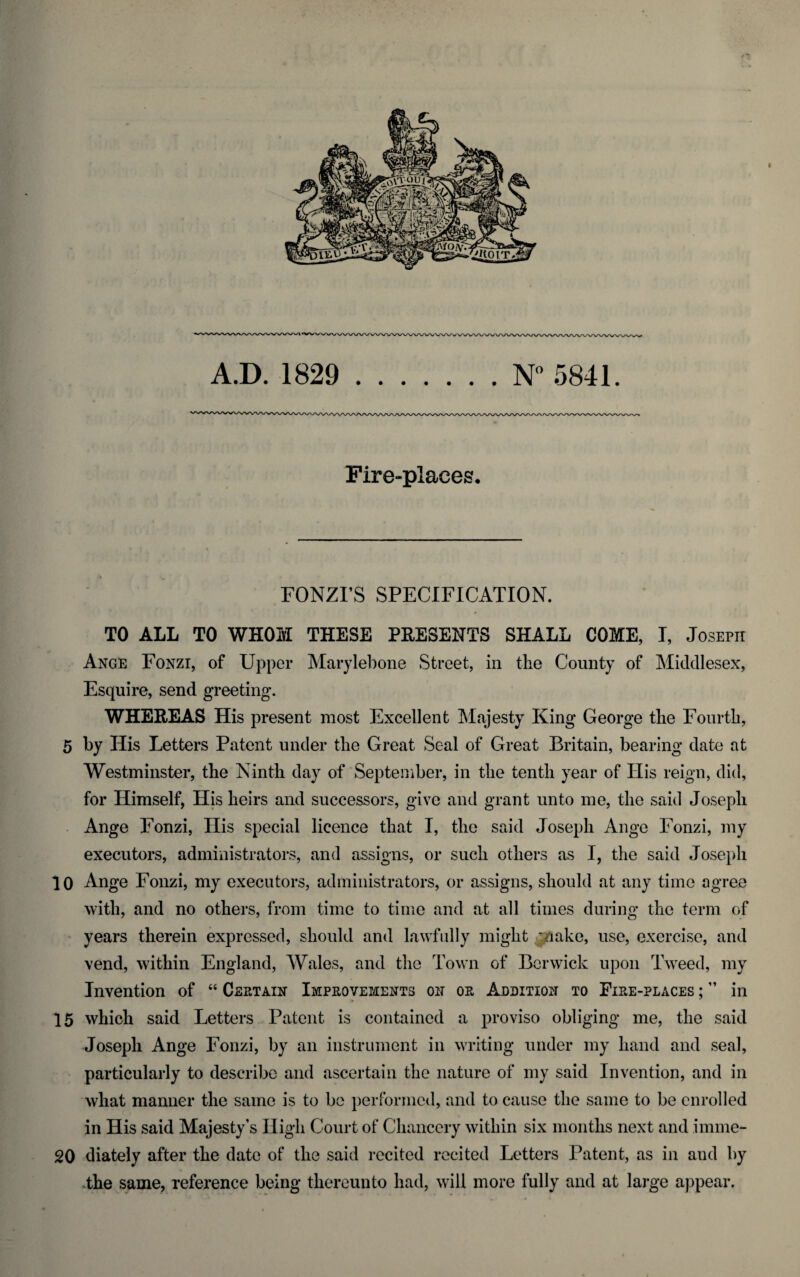 SOIT QUI
DIEU · ET
MON
DROIT
A.D. 1829 . . . . . . . Nº 5841.
Fire-places.
FONZI'S SPECIFICATION.
TO ALL TO WHOM THESE PRESENTS SHALL COME, I, Joseph
Ange Fonzi, of Upper Marylebone Street, in the County of Middlesex,
Esquire, send greeting.
WHEREAS His present most Excellent Majesty King George the Fourth,
5 by His Letters Patent under the Great Seal of Great Britain, bearing date at
Westminster, the Ninth day of September, in the tenth year of His reign, did,
for Himself, His heirs and successors, give and grant unto me, the said Joseph
Ange Fonzi, His special licence that I, the said Joseph Ange Fonzi, my
executors, administrators, and assigns, or such others as I, the said Joseph
10 Ange Fonzi, my executors, administrators, or assigns, should at any time agree
with, and no others, from time to time and at all times during the term of
years therein expressed, should and lawfully might make, use, exercise, and
vend, within England, Wales, and the Town of Berwick upon Tweed, my
Invention of “Certain Improvements on or Addition to Fire-places;” in
15 which said Letters Patent is contained a proviso obliging me, the said
Joseph Ange Fonzi, by an instrument in writing under my hand and seal,
particularly to describe and ascertain the nature of my said Invention, and in
what manner the same is to be performed, and to cause the same to be enrolled
in His said Majesty's High Court of Chancery within six months next and imme-
20 diately after the date of the said recited recited Letters Patent, as in and by
the same, reference being thereunto had, will more fully and at large appear.